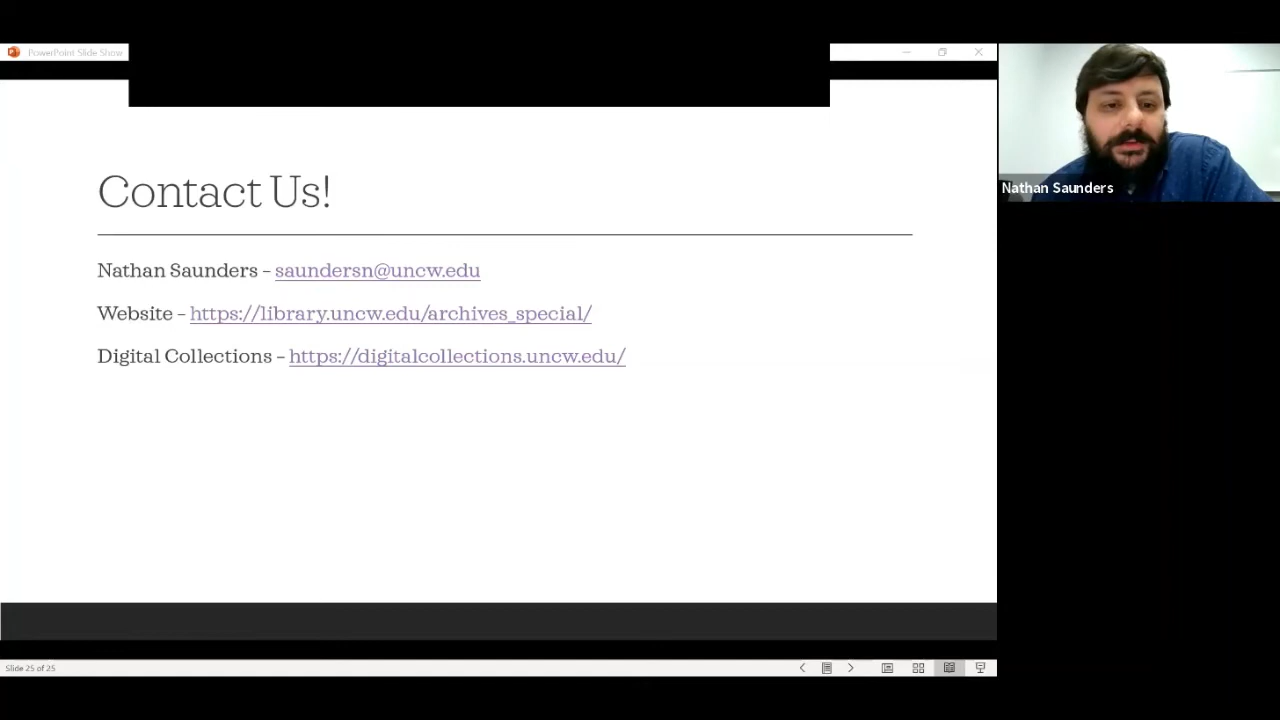 PowerPoint Slide Show
Contact Us!
Nathan Saunders – saundersn@uncw.edu
Website – https://library.uncw.edu/archives_special/
Digital Collections – https://digitalcollections.uncw.edu/
Nathan Saunders
Slide 25 of 25